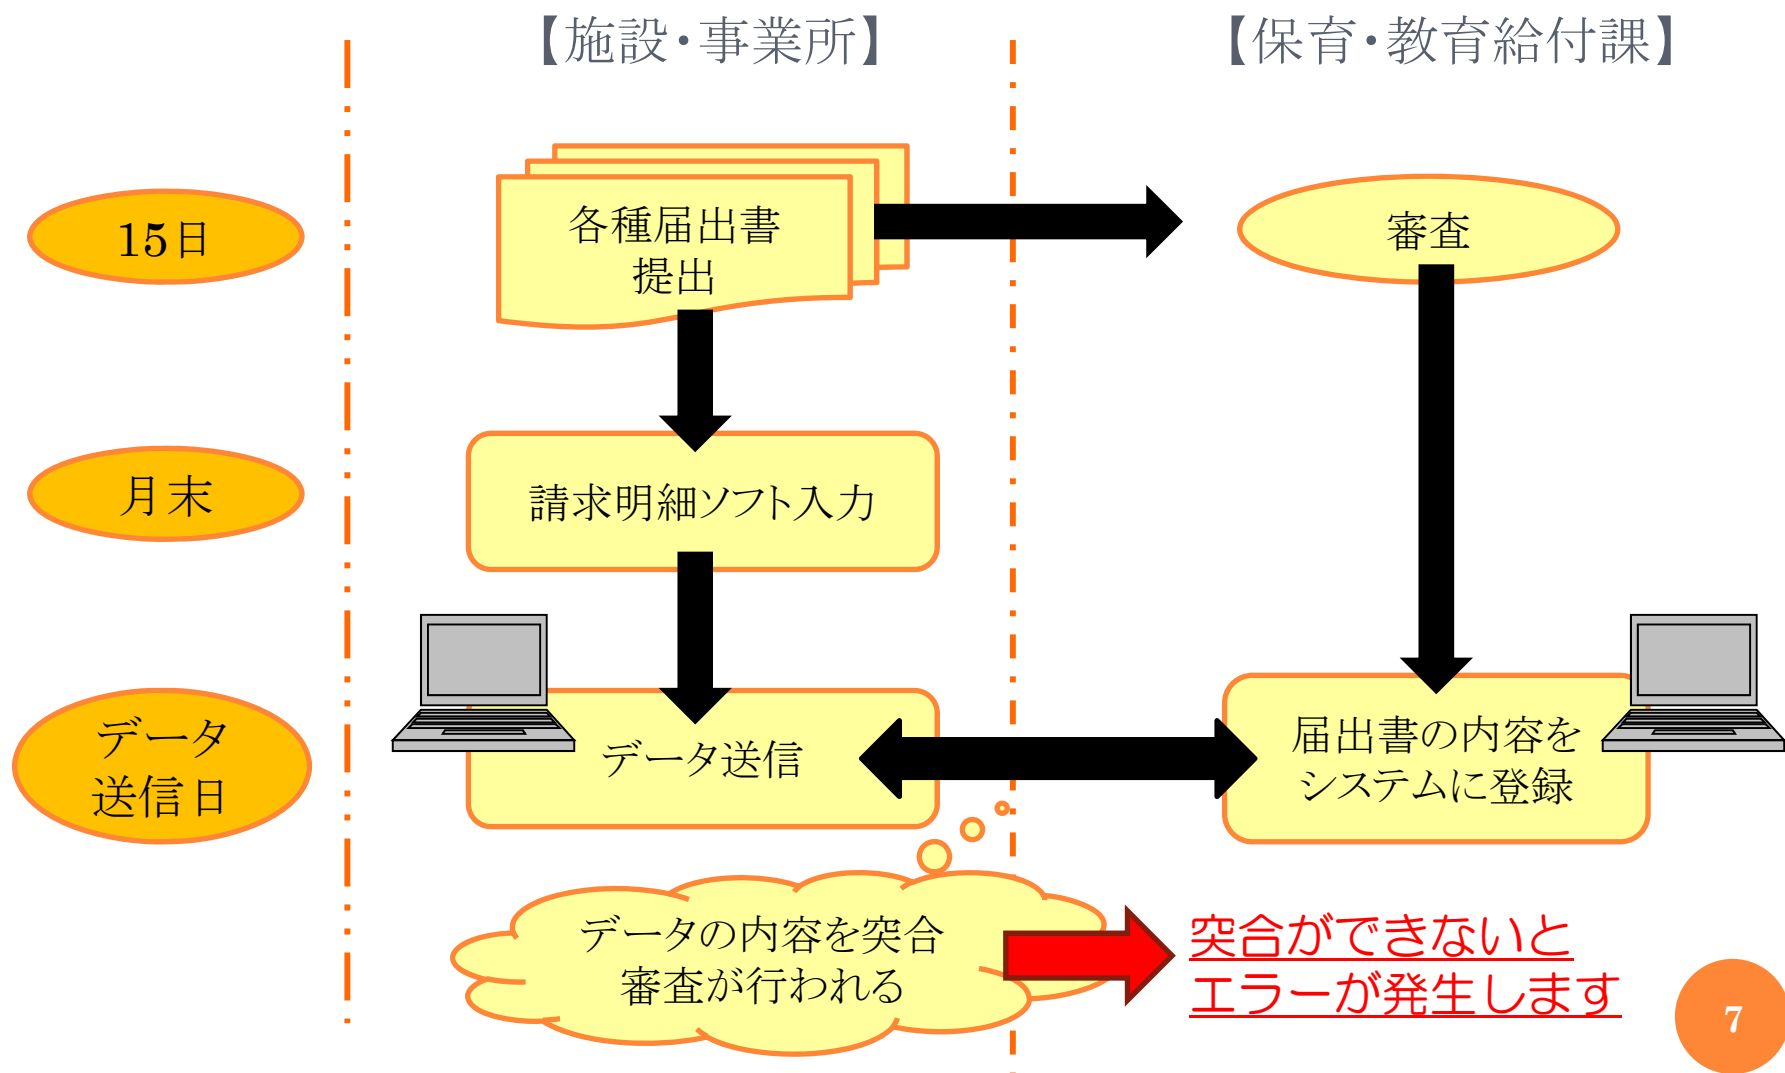 【施設・事業所】
【保育・教育給付課】
15日
各種届出書
提出
審査
月末
請求明細ソフト入力
データ
送信日
データ送信
届出書の内容を
システムに登録
データの内容を突合
審査が行われる
突合ができないと
エラーが発生します
7